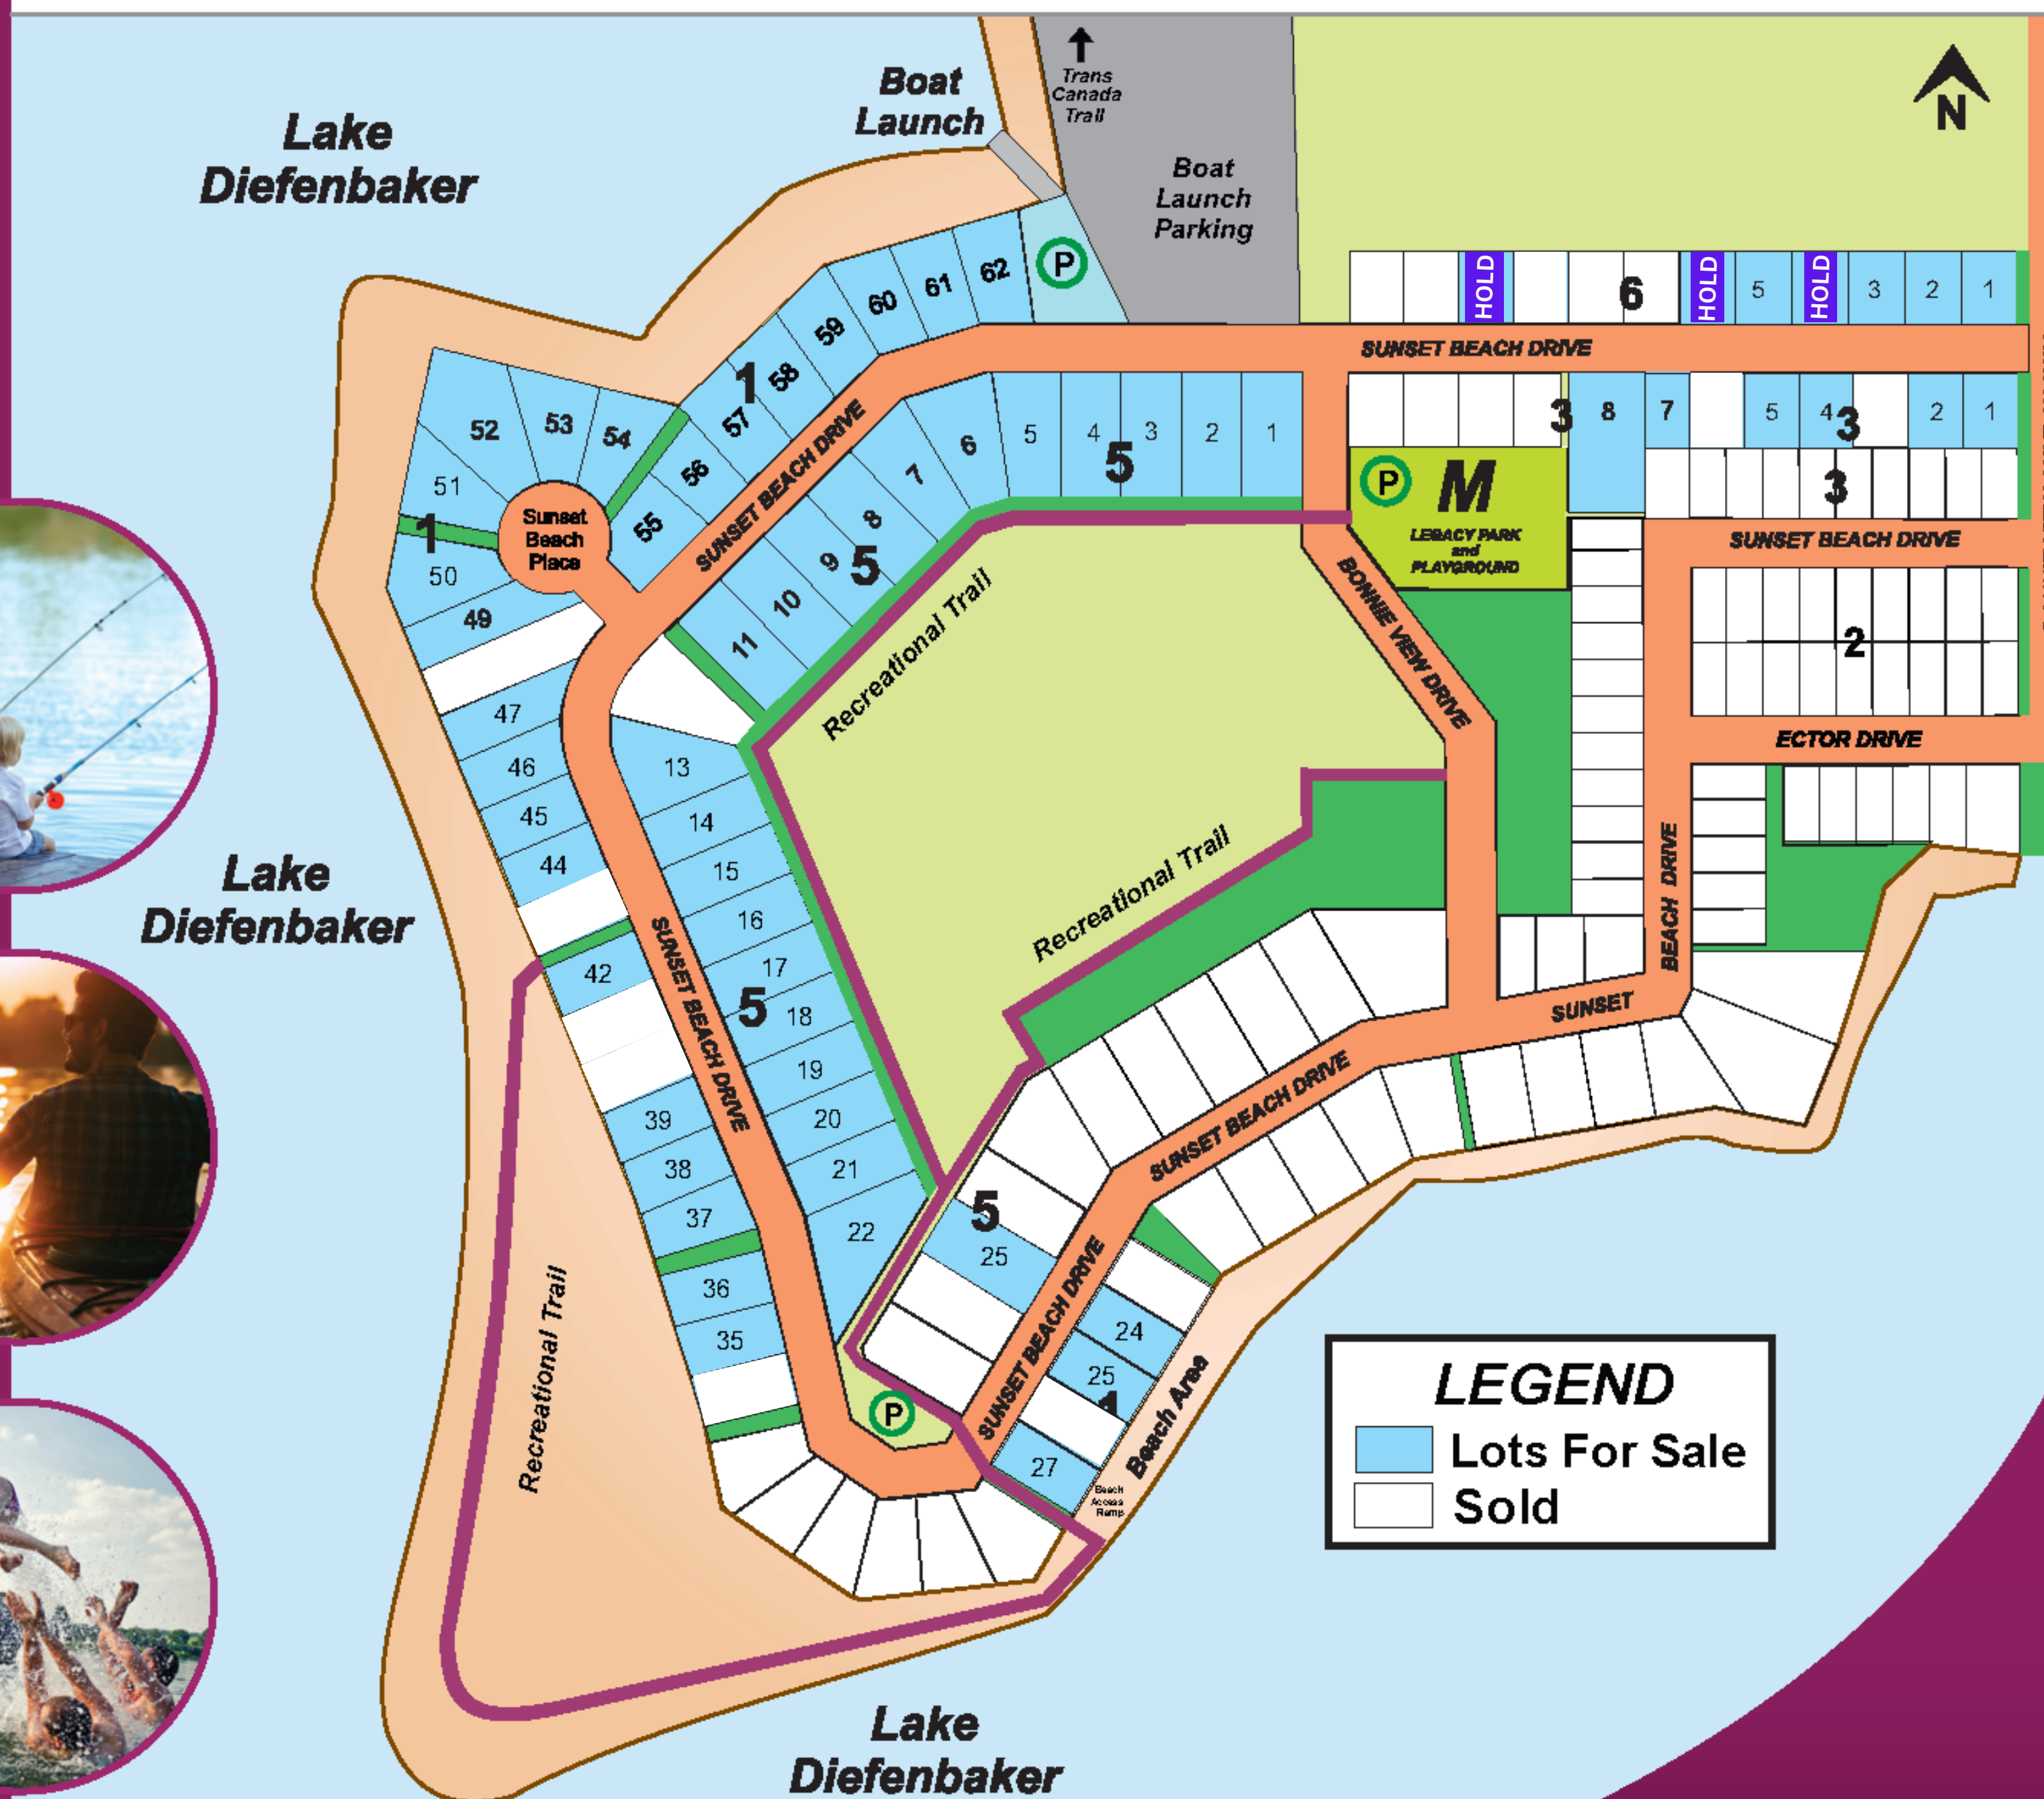 Lake
Diefenbaker
Boat
Launch
Trans
Canada
Trail
Boat
Launch
Parking
N
P
62
61
60
59
58
57
56
55
1
54
53
52
51
1
50
49
Sunset
Beach
Place
HOLD
6
HOLD
5
HOLD
3
2
1
SUNSET BEACH DRIVE
3
8
7
5
4
3
2
1
3
P
M
LEGACY PARK
and
PLAYGROUND
SUNSET BEACH DRIVE
2
ECTOR DRIVE
SUNSET BEACH DRIVE
5
4
3
2
1
5
6
7
8
9
10
11
5
Recreational Trail
BONNIE VIEW DRIVE
47
46
45
44
42
39
38
37
36
35
13
14
15
16
17
18
19
20
21
22
5
SUNSET BEACH DRIVE
Lake
Diefenbaker
Recreational Trail
BEACH DRIVE
SUNSET
SUNSET BEACH DRIVE
5
25
SUNSET BEACH DRIVE
24
25
1
27
Beach Area
Beach
Access
Ramp
P
Recreational Trail
LEGEND
Lots For Sale
Sold
Lake
Diefenbaker